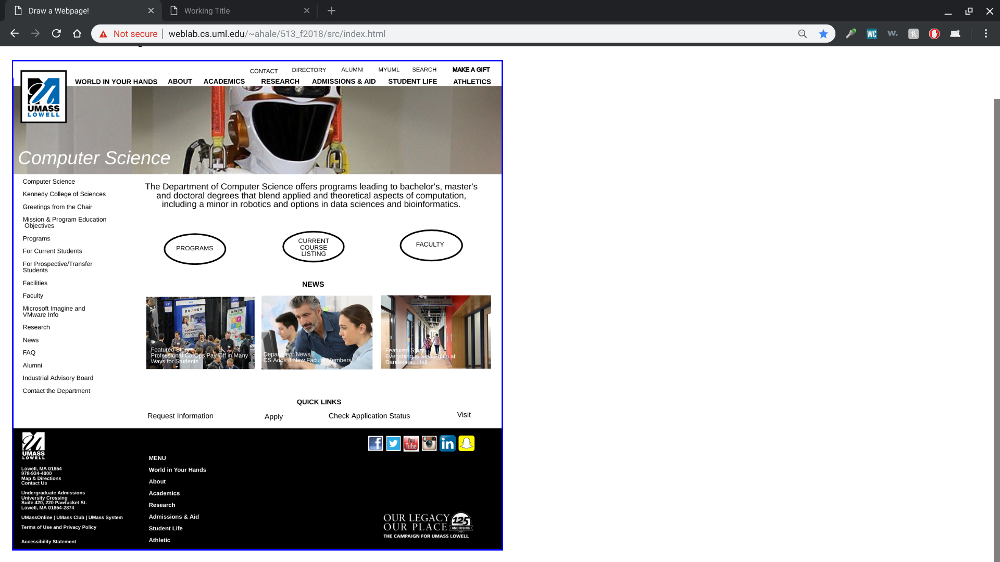 Draw a Webpage!
Working Title
Not secure | weblab.cs.uml.edu/~ahale/513_f2018/src/index.html
WC
w.
CONTACT DIRECTORY ALUMNI MYUML SEARCH MAKE A GIFT
WORLD IN YOUR HANDS ABOUT ACADEMICS RESEARCH ADMISSIONS & AID STUDENT LIFE ATHLETICS
UMASS
LOWELL
Computer Science
Computer Science
Kennedy College of Sciences
Greetings from the Chair
Mission & Program Education
Objectives
Programs
For Current Students
For Prospective/Transfer
Students
Facilities
Faculty
Microsoft Imagine and
VMware Info
Research
News
FAQ
Alumni
Industrial Advisory Board
Contact the Department
The Department of Computer Science offers programs leading to bachelor's, master's
and doctoral degrees that blend applied and theoretical aspects of computation,
including a minor in robotics and options in data sciences and bioinformatics.
PROGRAMS
CURRENT
COURSE
LISTING
FACULTY
NEWS
211
209
DRAPER
Featured Story
Professional Co-Ops Pay Off in Many
Ways for Students
Department News
CS Adds 4 New Faculty Members
COMPUTER SCIENCE
Featured Story
Everything is New Again at
Dandeneau Hall
QUICK LINKS
Request Information Apply Check Application Status Visit
UMASS
LOWELL
Lowell, MA 01854
978-934-4000
Map & Directions
Contact Us
Undergraduate Admissions
University Crossing
Suite 420, 220 Pawtucket St.
Lowell, MA 01854-2874
UMassOnline | UMass Club | UMass System
Terms of Use and Privacy Policy
Accessibility Statement
MENU
World in Your Hands
About
Academics
Research
Admissions & Aid
Student Life
Athletic
f
You
Tube
in
OUR LEGACY
OUR PLACE
125
AND RISING
THE CAMPAIGN FOR UMASS LOWELL